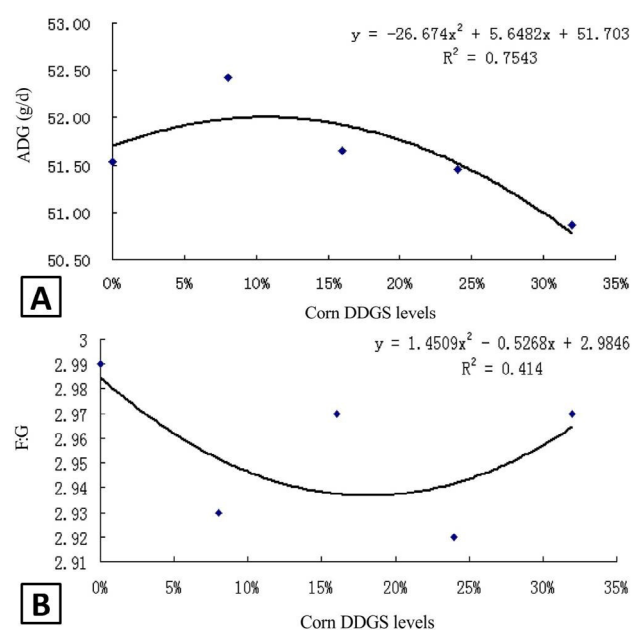 53.00
y = -26.674x² + 5.6482x + 51.703
R² = 0.7543
52.50
52.00
51.50
51.00
50.50
ADG (g/d)
0% 5% 10% 15% 20% 25% 30% 35%
Corn DDGS levels
A
3
y = 1.4509x² - 0.5268x + 2.9846
R² = 0.414
2.99
2.98
2.97
2.96
2.95
2.94
2.93
2.92
2.91
F:G
0% 5% 10% 15% 20% 25% 30% 35%
Corn DDGS levels
B